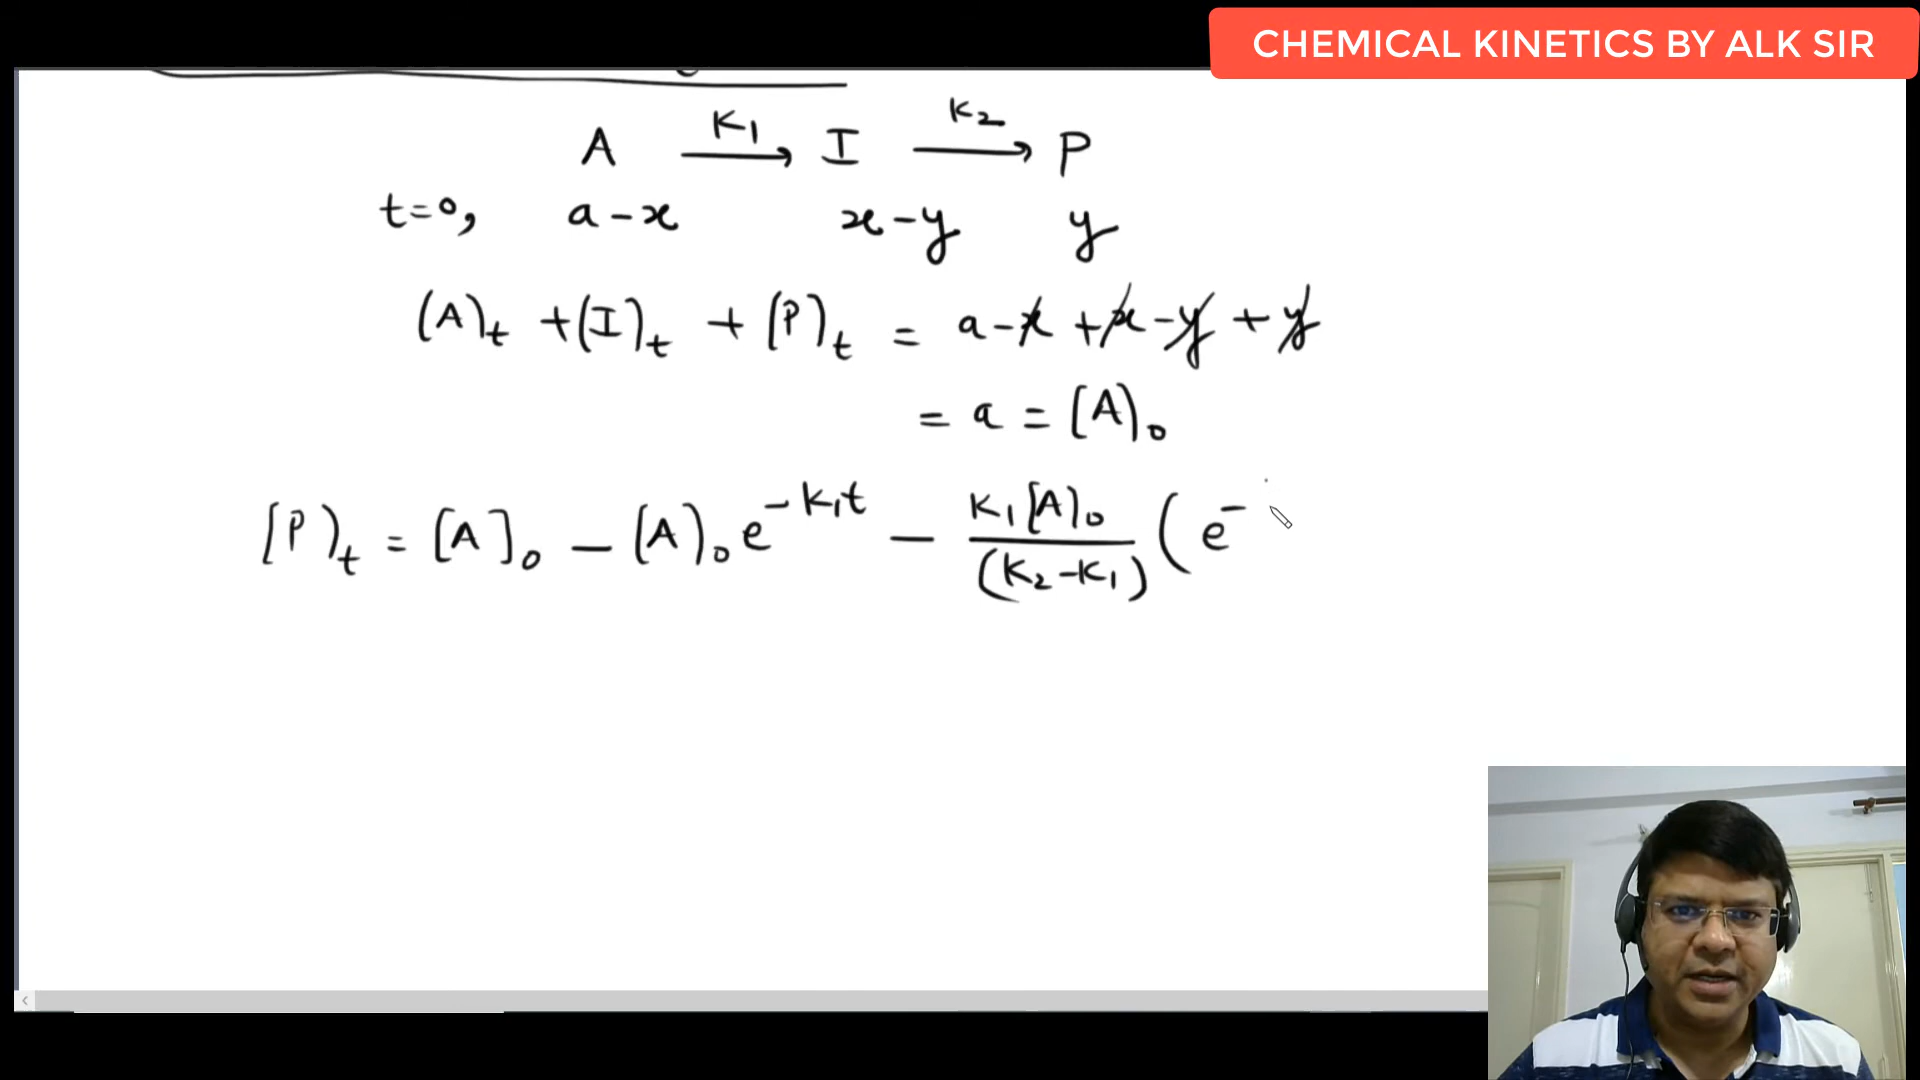 CHEMICAL KINETICS BY ALK SIR
A K₁→ I K₂→ P
t=0, a-x x-y y
(A)t +(I)t + [P)t = a-x +x-y+y
= a = [A)₀
[P)t = [A]₀ - (A)₀ e^-K₁t - K₁[A)₀/(K₂-K₁) (e^-